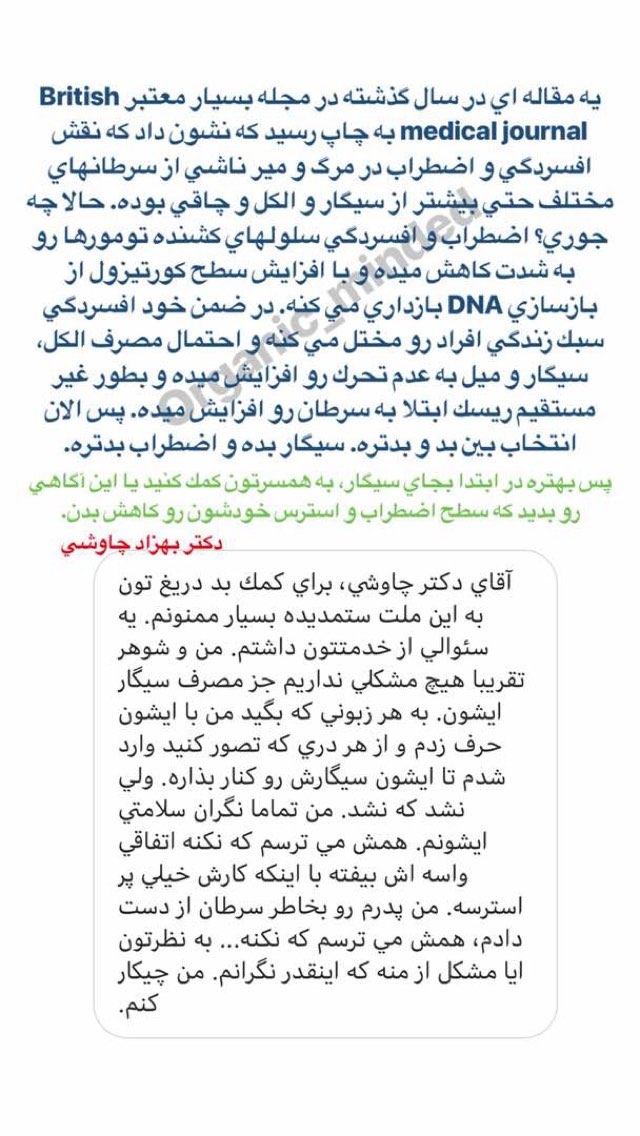 يه مقاله اي در سال گذشته در مجله بسيار معتبر British
medical journal به چاپ رسيد كه نشون داد كه نقش
افسردگي و اضطراب در مرگ و مير ناشي از سرطانهاي
مختلف حتي بيشتر از سيگار و الكل و چاقي بوده. حالا چه
جوري؟ اضطراب و افسردگي سلولهاي كشنده تومورها رو
به شدت كاهش ميده و با افزايش سطح كورتيزول از
بازسازي DNA بازداري مي كنه. در ضمن خود افسردگي
سبك زندگي افراد رو مختل مي كنه و احتمال مصرف الكل،
سيگار و ميل به عدم تحرك رو افزايش ميده و بطور غير
مستقيم ريسك ابتلا به سرطان رو افزايش ميده. پس الان
انتخاب بين بد و بدتره. سيگار بده و اضطراب بدتره.
پس بهتره در ابتدا بجاي سيگار، به همسرتون كمك كنيد يا اين آگاهي
رو بديد كه سطح اضطراب و استرس خودشون رو كاهش بدن.
دكتر بهزاد چاوشي
Organic_minded
آقاي دكتر چاوشي، براي كمك بد دريغ تون
به اين ملت ستمديده بسيار ممنونم. يه
سئوالي از خدمتتون داشتم. من و شوهر
تقريبا هيچ مشكلي نداريم جز مصرف سيگار
ايشون. به هر زبوني كه بگيد من با ايشون
حرف زدم و از هر دري كه تصور كنيد وارد
شدم تا ايشون سيگارش رو كنار بذاره. ولي
نشد كه نشد. من تماما نگران سلامتي
ايشونم. همش مي ترسم كه نكنه اتفاقي
واسه اش بيفته با اينكه كارش خيلي پر
استرسه. من پدرم رو بخاطر سرطان از دست
دادم، همش مي ترسم كه نكنه... به نظرتون
ايا مشكل از منه كه اينقدر نگرانم. من چيكار
كنم.